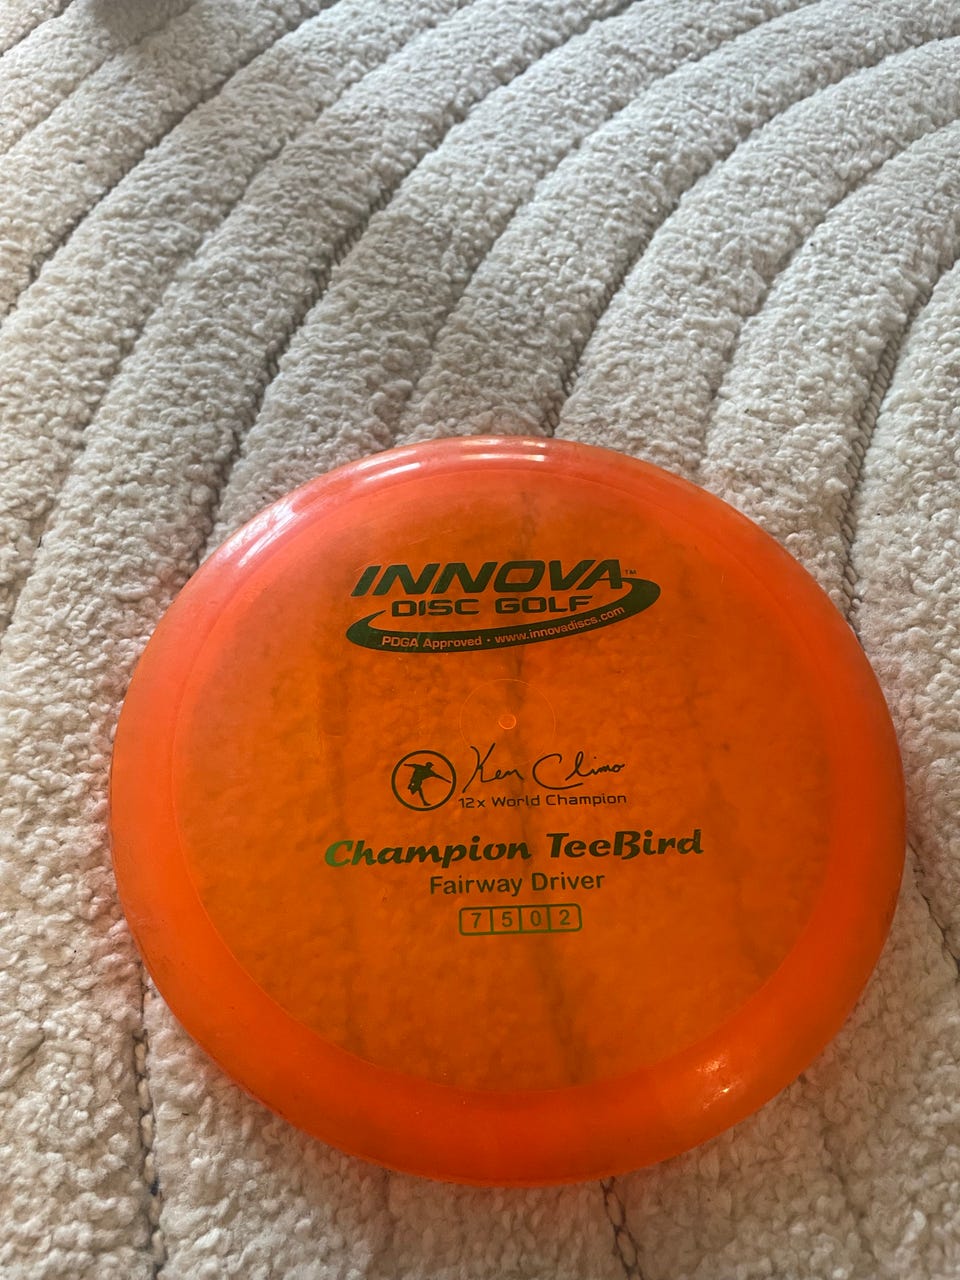 INNOVA™
DISC GOLF
PDGA Approved • www.innovadiscs.com
Ken Climo
12x World Champion
Champion TeeBird
Fairway Driver
7 5 0 2